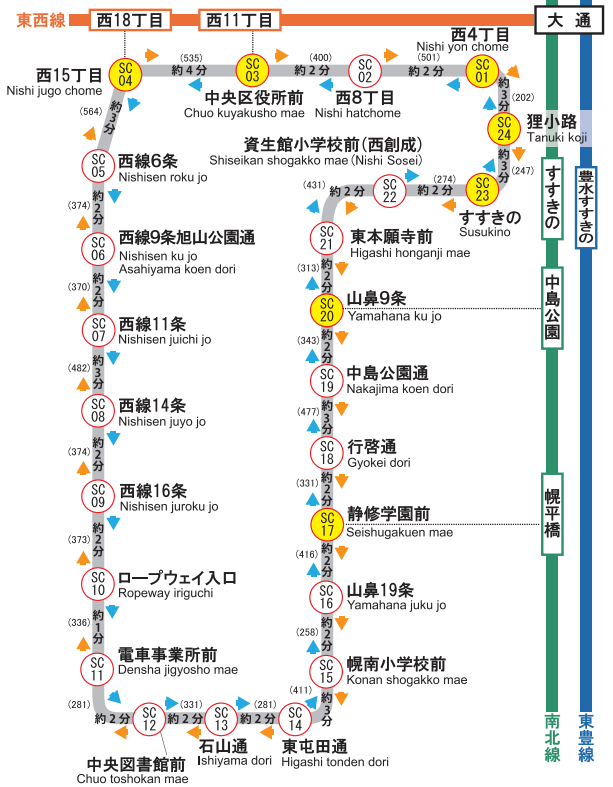 東西線
西18丁目
西11丁目
大通
西4丁目
Nishi yon chome
西15丁目
Nishi jugo chome
SC
04
(535)
約4分
SC
03
中央区役所前
Chuo kuyakusho mae
(400)
約2分
SC
02
西8丁目
Nishi hatchome
(501)
約2分
SC
01
(202)
約3分
SC
24
狸小路
Tanuki koji
(247)
約3分
SC
23
すすきの
Susukino
(274)
約2分
SC
22
資生館小学校前(西創成)
Shiseikan shogakko mae (Nishi Sosei)
(431)
約2分
SC
21
東本願寺前
Higashi honganji mae
(313)
約2分
SC
20
山鼻9条
Yamahana ku jo
(343)
約2分
SC
19
中島公園通
Nakajima koen dori
(477)
約3分
SC
18
行啓通
Gyokei dori
(331)
約2分
SC
17
静修学園前
Seishugakuen mae
(416)
約2分
SC
16
山鼻19条
Yamahana juku jo
(258)
約2分
SC
15
幌南小学校前
Konan shogakko mae
(411)
約3分
SC
14
東屯田通
Higashi tonden dori
(281)
約2分
SC
13
石山通
Ishiyama dori
(331)
約2分
SC
12
中央図書館前
Chuo toshokan mae
(281)
約2分
SC
11
電車事業所前
Densha jigyosho mae
(336)
約1分
SC
10
ロープウェイ入口
Ropeway iriguchi
(373)
約2分
SC
09
西線16条
Nishisen juroku jo
(374)
約2分
SC
08
西線14条
Nishisen juyo jo
(482)
約3分
SC
07
西線11条
Nishisen juichi jo
(370)
約2分
SC
06
西線9条旭山公園通
Nishisen ku jo
Asahiyama koen dori
(374)
約2分
SC
05
西線6条
Nishisen roku jo
(564)
約3分
すすきの
豊水すすきの
中島公園
幌平橋
南北線
東豊線